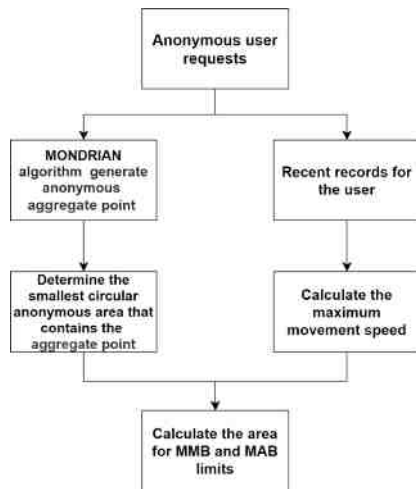 Anonymous user
requests
MONDRIAN
algorithm generate
anonymous
aggregate point
Recent records for
the user
Determine the
smallest circular
anonymous area that
contains the
aggregate point
Calculate the
maximum
movement speed
Calculate the area
for MMB and MAB
limits